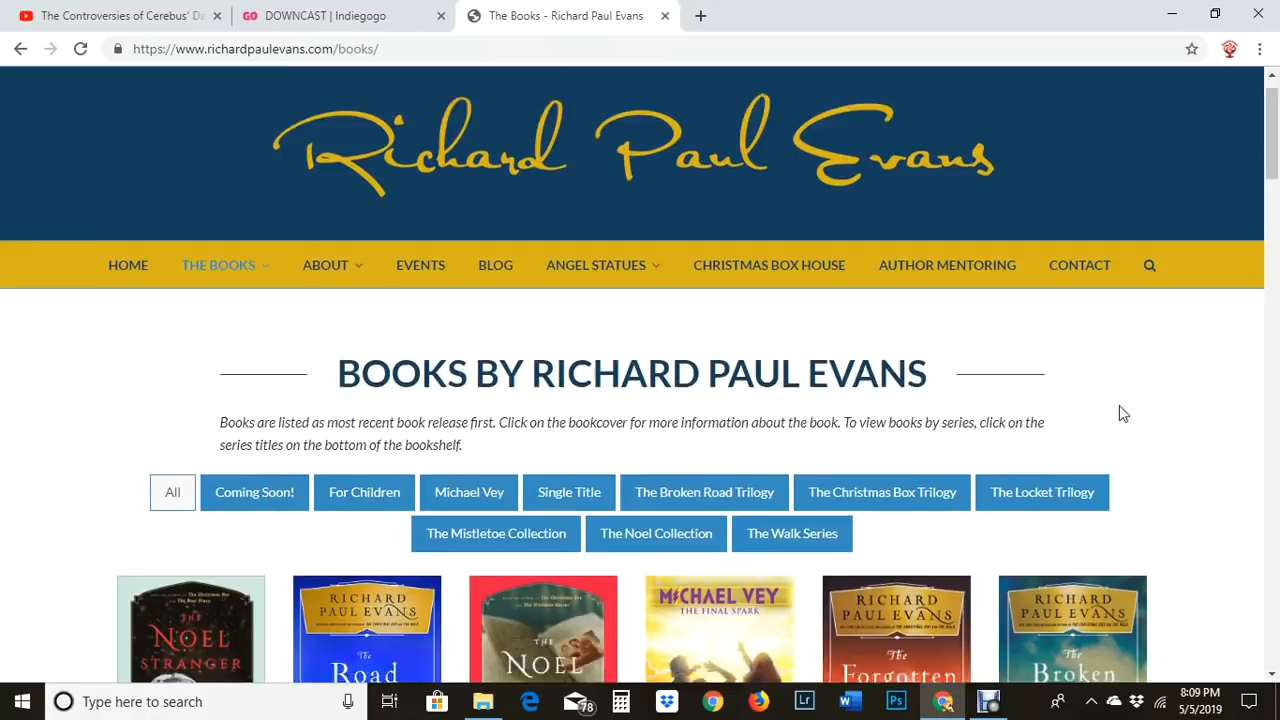 The Controversies of Cerebus' Da
DOWNCAST | Indiegogo
The Books - Richard Paul Evans
https://www.richardpaulevans.com/books/
Richard Paul Evans
HOME THE BOOKS ABOUT EVENTS BLOG ANGEL STATUES CHRISTMAS BOX HOUSE AUTHOR MENTORING CONTACT
BOOKS BY RICHARD PAUL EVANS
Books are listed as most recent book release first. Click on the bookcover for more information about the book. To view books by series, click on the
series titles on the bottom of the bookshelf.
All Coming Soon! For Children Michael Vey Single Title The Broken Road Trilogy The Christmas Box Trilogy The Locket Trilogy
The Mistletoe Collection The Noel Collection The Walk Series
THE
NOEL
STRANGER
RICHARD
PAUL EVANS
The
Road
THE
NOEL
MICHAEL VEY
THE FINAL SPARK
RICHARD
PAUL EVANS
The
Forgotten
RICHARD
PAUL EVANS
The
Broken
Type here to search
78
Lr
W
Ps
8:09 PM
5/5/2019